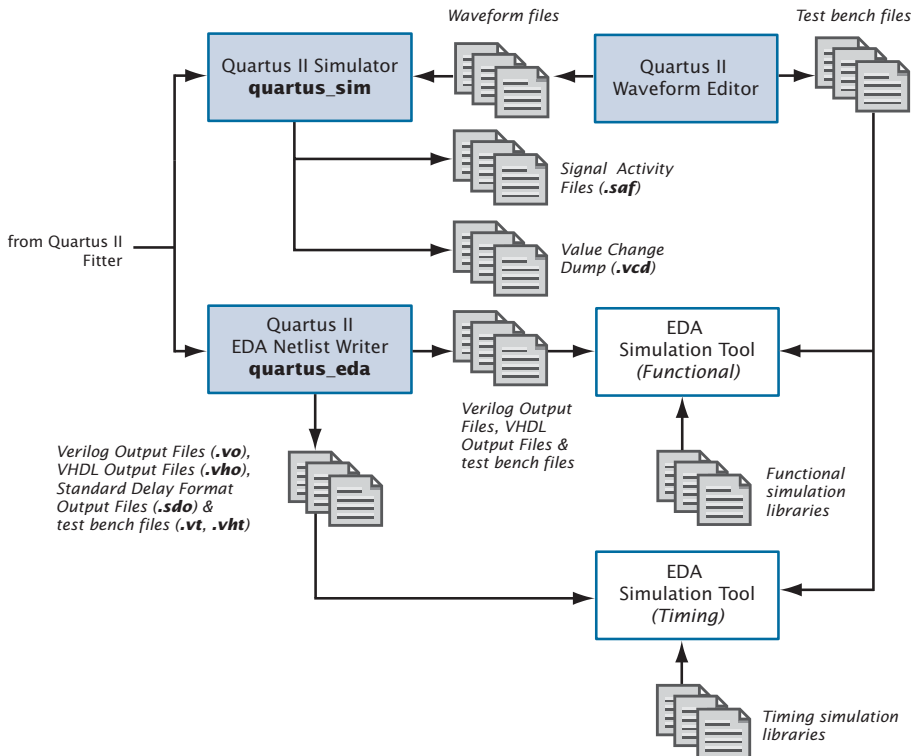 Waveform files
Test bench files
Quartus II Simulator
quartus_sim
Quartus II
Waveform Editor
Signal Activity
Files (.saf)
from Quartus II
Fitter
Value Change
Dump (.vcd)
Quartus II
EDA Netlist Writer
quartus_eda
EDA
Simulation Tool
(Functional)
Verilog Output
Files, VHDL
Output Files &
test bench files
Verilog Output Files (.vo),
VHDL Output Files (.vho),
Standard Delay Format
Output Files (.sdo) &
test bench files (.vt, .vht)
Functional
simulation
libraries
EDA
Simulation Tool
(Timing)
Timing simulation
libraries